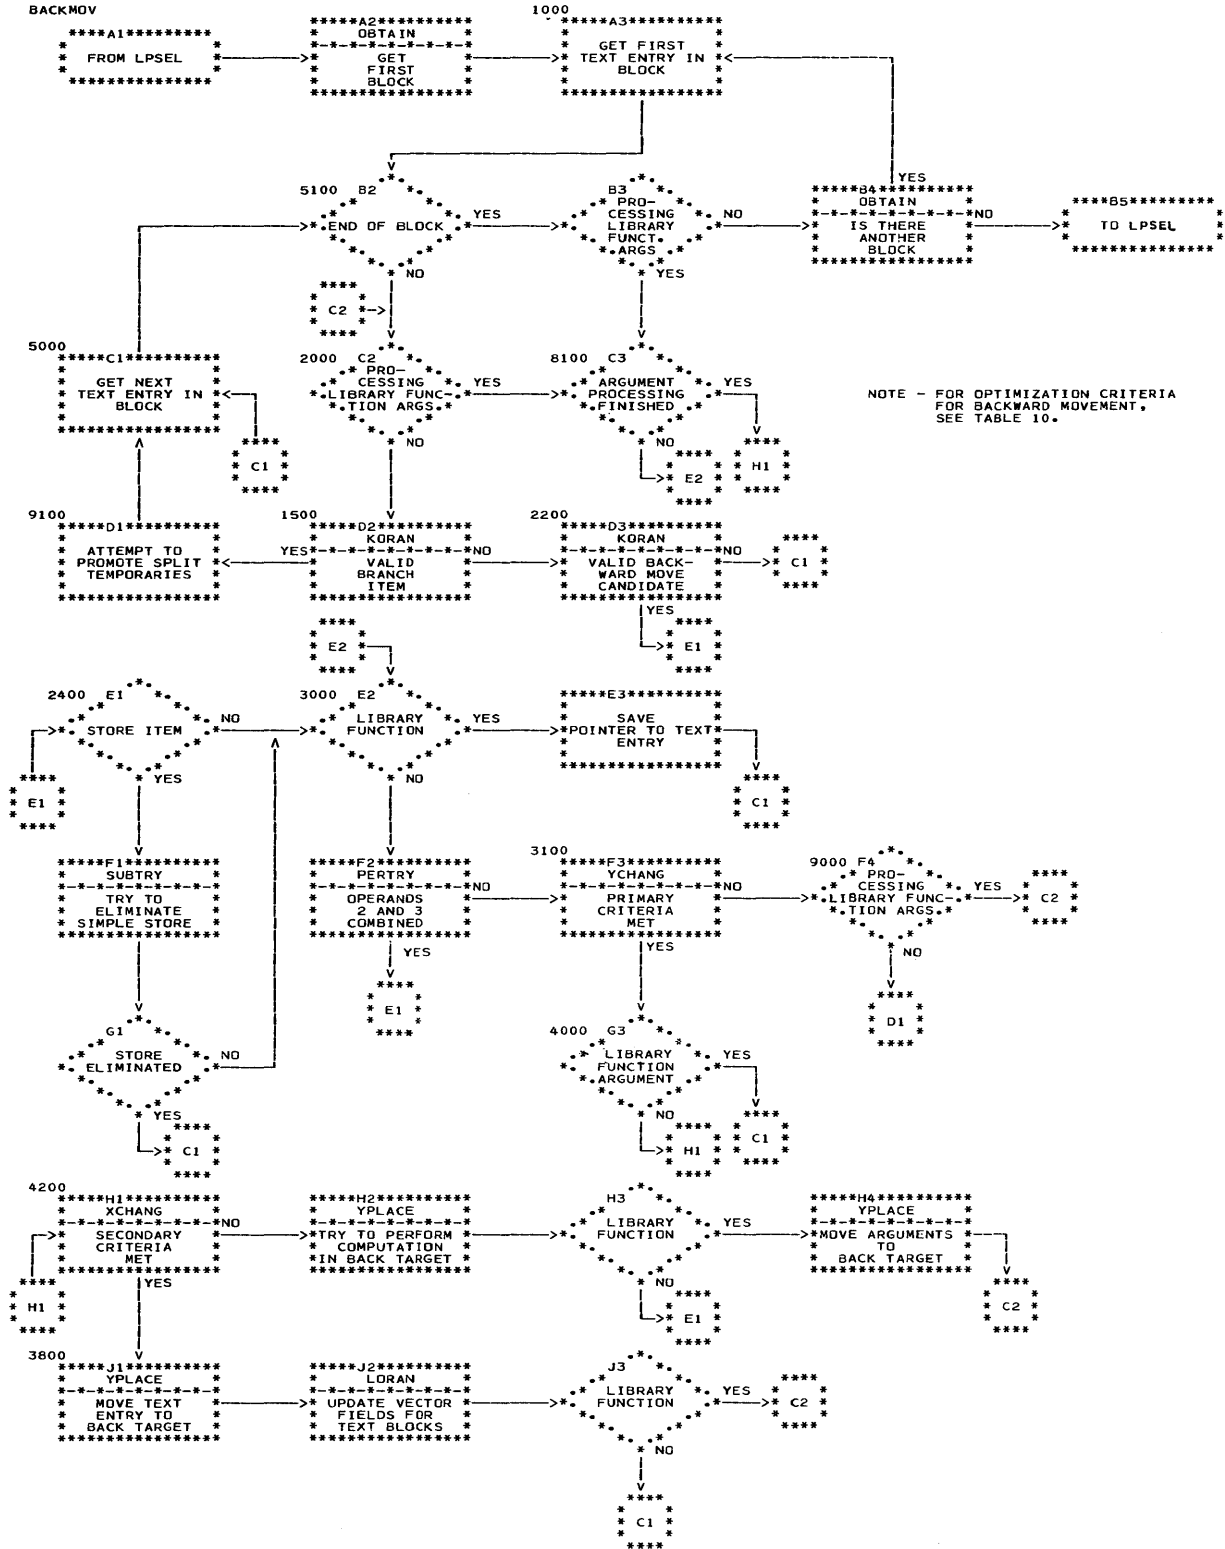 BACKMOV
*****A1*********
FROM LPSEL
****************
*****A2**********
OBTAIN
*-*-*-*-*-*-*-*-*
GET
FIRST
BLOCK
*****************
1000
*****A3**********
GET FIRST
TEXT ENTRY IN
BLOCK
*****************
5100 B2
END OF BLOCK
YES
NO
B3
PRO-
CESSING
LIBRARY
FUNCT.
ARGS
NO
YES
YES
*****B4**********
OBTAIN
*-*-*-*-*-*-*-*-*NO
IS THERE
ANOTHER
BLOCK
*****************
****B5*********
TO LPSEL
***************
****
* C2 *->
****
5000
*****C1**********
GET NEXT
TEXT ENTRY IN
BLOCK
*****************
****
* C1 *
****
2000 C2
PRO-
CESSING
LIBRARY FUNC-
TION ARGS
YES
NO
8100 C3
ARGUMENT
PROCESSING
FINISHED
YES
NO
****
* E2 *
****
****
* H1 *
****
NOTE - FOR OPTIMIZATION CRITERIA
FOR BACKWARD MOVEMENT,
SEE TABLE 10.
9100
*****D1**********
ATTEMPT TO
PROMOTE SPLIT
TEMPORARIES
*****************
1500
*****D2**********
KORAN
YES*-*-*-*-*-*-*-*-*NO
VALID
BRANCH
ITEM
*****************
2200
*****D3**********
KORAN
*-*-*-*-*-*-*-*-*NO
VALID BACK-
WARD MOVE
CANDIDATE
*****************
YES
****
* C1 *
****
****
* E1 *
****
****
* E2 *
****
2400 E1
STORE ITEM
NO
YES
****
* E1 *
****
3000 E2
LIBRARY
FUNCTION
YES
NO
*****E3**********
SAVE
POINTER TO TEXT
ENTRY
*****************
****
* C1 *
****
*****F1**********
SUBTRY
*-*-*-*-*-*-*-*-*
TRY TO
ELIMINATE
SIMPLE STORE
*****************
*****F2**********
PERTRY
*-*-*-*-*-*-*-*-*NO
OPERANDS
2 AND 3
COMBINED
*****************
YES
****
* E1 *
****
3100
*****F3**********
YCHANG
*-*-*-*-*-*-*-*-*NO
PRIMARY
CRITERIA
MET
*****************
YES
9000 F4
PRO-
CESSING
LIBRARY FUNC-
TION ARGS
YES
NO
****
* C2 *
****
****
* D1 *
****
G1
STORE
ELIMINATED
NO
YES
****
* C1 *
****
4000 G3
LIBRARY
FUNCTION
ARGUMENT
YES
NO
****
* H1 *
****
****
* C1 *
****
4200
*****H1**********
XCHANG
*-*-*-*-*-*-*-*-*NO
SECONDARY
CRITERIA
MET
*****************
YES
****
* H1 *
****
*****H2**********
YPLACE
*-*-*-*-*-*-*-*-*
TRY TO PERFORM
COMPUTATION
IN BACK TARGET
*****************
H3
LIBRARY
FUNCTION
YES
NO
****
* E1 *
****
*****H4**********
YPLACE
*-*-*-*-*-*-*-*-*
MOVE ARGUMENTS
TO
BACK TARGET
*****************
****
* C2 *
****
3800
*****J1**********
YPLACE
*-*-*-*-*-*-*-*-*
MOVE TEXT
ENTRY TO
BACK TARGET
*****************
*****J2**********
LORAN
*-*-*-*-*-*-*-*-*
UPDATE VECTOR
FIELDS FOR
TEXT BLOCKS
*****************
J3
LIBRARY
FUNCTION
YES
NO
****
* C2 *
****
****
* C1 *
****